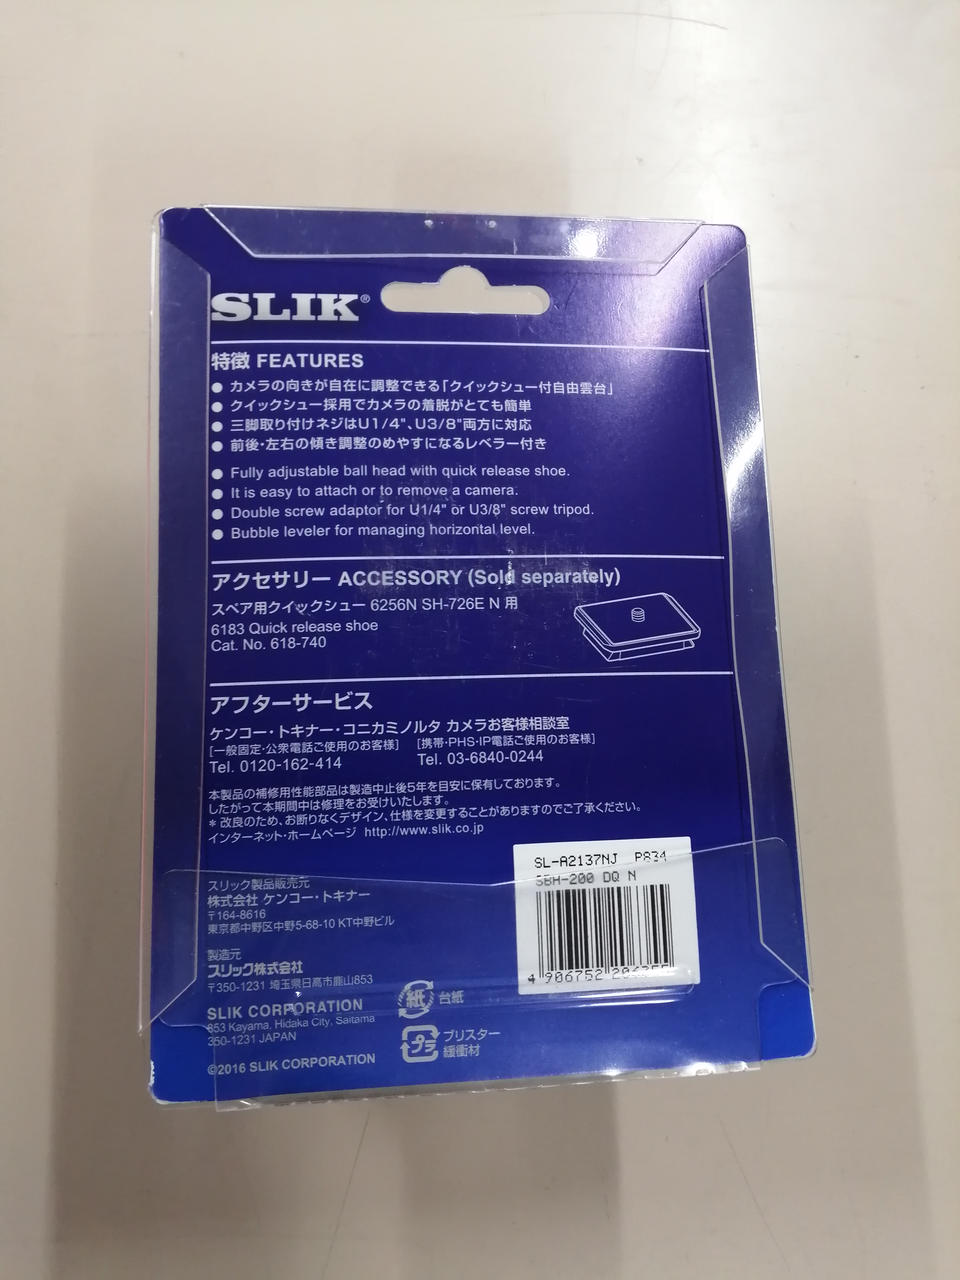 SLIK®
特徴 FEATURES
● カメラの向きが自在に調整できる「クイックシュー付自由雲台」
● クイックシュー採用でカメラの着脱がとても簡単
● 三脚取り付けネジはU1/4"、U3/8"両方に対応
● 前後・左右の傾き調整のめやすになるレベラー付き
● Fully adjustable ball head with quick release shoe.
● It is easy to attach or to remove a camera.
● Double screw adaptor for U1/4" or U3/8" screw tripod.
● Bubble leveler for managing horizontal level.
アクセサリー ACCESSORY (Sold separately)
スペア用クイックシュー 6256N SH-726E N 用
6183 Quick release shoe
Cat. No. 618-740
アフターサービス
ケンコー・トキナー・コニカミノルタ カメラお客様相談室
[一般固定・公衆電話ご使用のお客様] [携帯・PHS・IP電話ご使用のお客様]
Tel. 0120-162-414 Tel. 03-6840-0244
本製品の補修用性能部品は製造中止後5年を目安に保有しております。
したがって本期間中は修理をお受けいたします。
* 改良のため、お断りなくデザイン、仕様を変更することがありますのでご了承ください。
インターネット・ホームページ http://www.slik.co.jp
スリック製品販売元
株式会社 ケンコー・トキナー
〒164-8616
東京都中野区中野5-68-10 KT中野ビル
製造元
スリック株式会社
〒350-1231 埼玉県日高市鹿山853
SLIK CORPORATION
853 Kayama, Hidaka City, Saitama
350-1231 JAPAN
©2016 SLIK CORPORATION
紙 台紙
プラ ブリスター
緩衝材
SL-A2137NJ P834
SBH-200 DQ N
4 906752